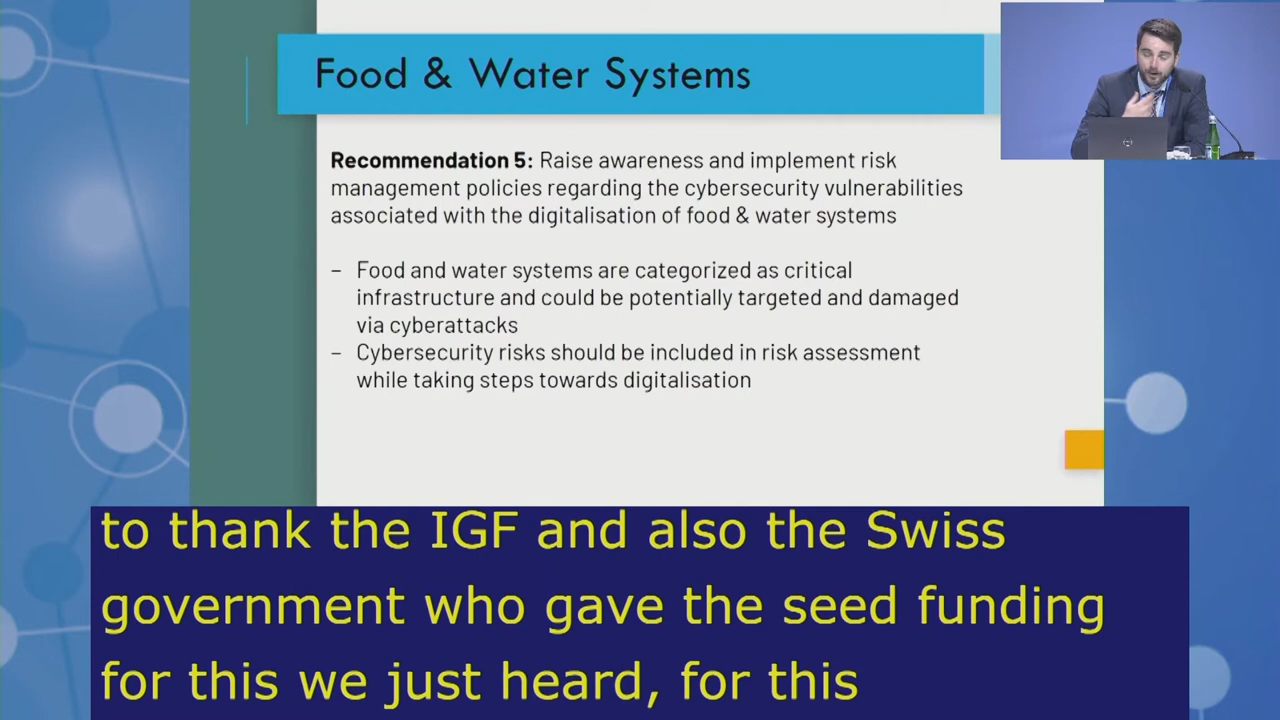 Food & Water Systems
Recommendation 5: Raise awareness and implement risk
management policies regarding the cybersecurity vulnerabilities
associated with the digitalisation of food & water systems
– Food and water systems are categorized as critical
infrastructure and could be potentially targeted and damaged
via cyberattacks
– Cybersecurity risks should be included in risk assessment
while taking steps towards digitalisation
to thank the IGF and also the Swiss
government who gave the seed funding
for this we just heard, for this